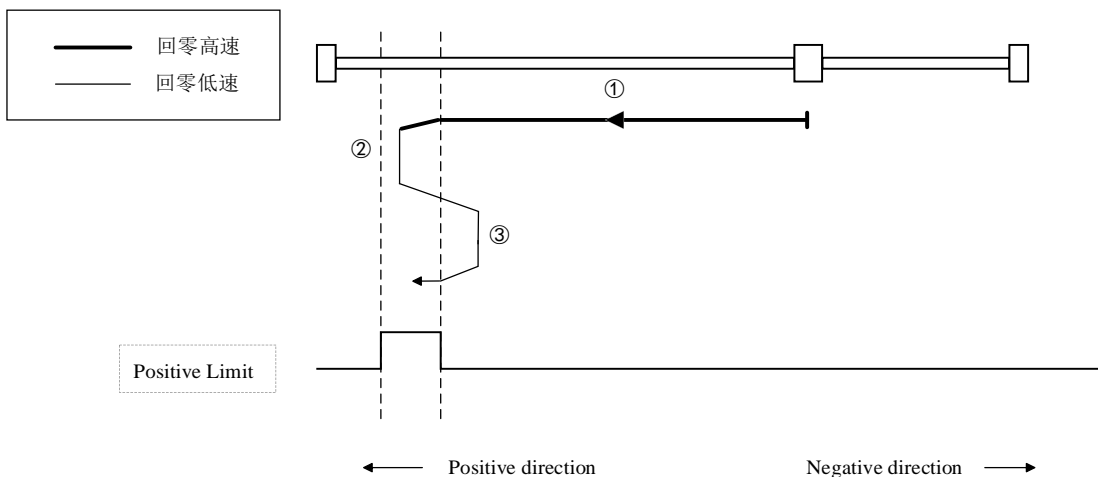 回零高速
回零低速
①
②
③
Positive Limit
Positive direction
Negative direction